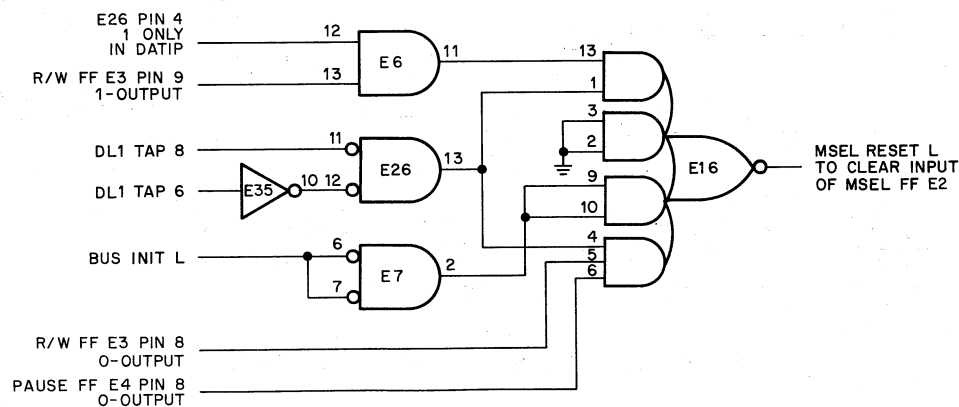 E26 PIN 4
1 ONLY
IN DATIP
12
R/W FF E3 PIN 9
1-OUTPUT
13
E6
11
13
1
DL1 TAP 8
11
E26
13
DL1 TAP 6
E35
10 12
3
2
E16
MSEL RESET L
TO CLEAR INPUT
OF MSEL FF E2
9
10
BUS INIT L
6
7
E7
2
4
5
6
R/W FF E3 PIN 8
0-OUTPUT
PAUSE FF E4 PIN 8
0-OUTPUT